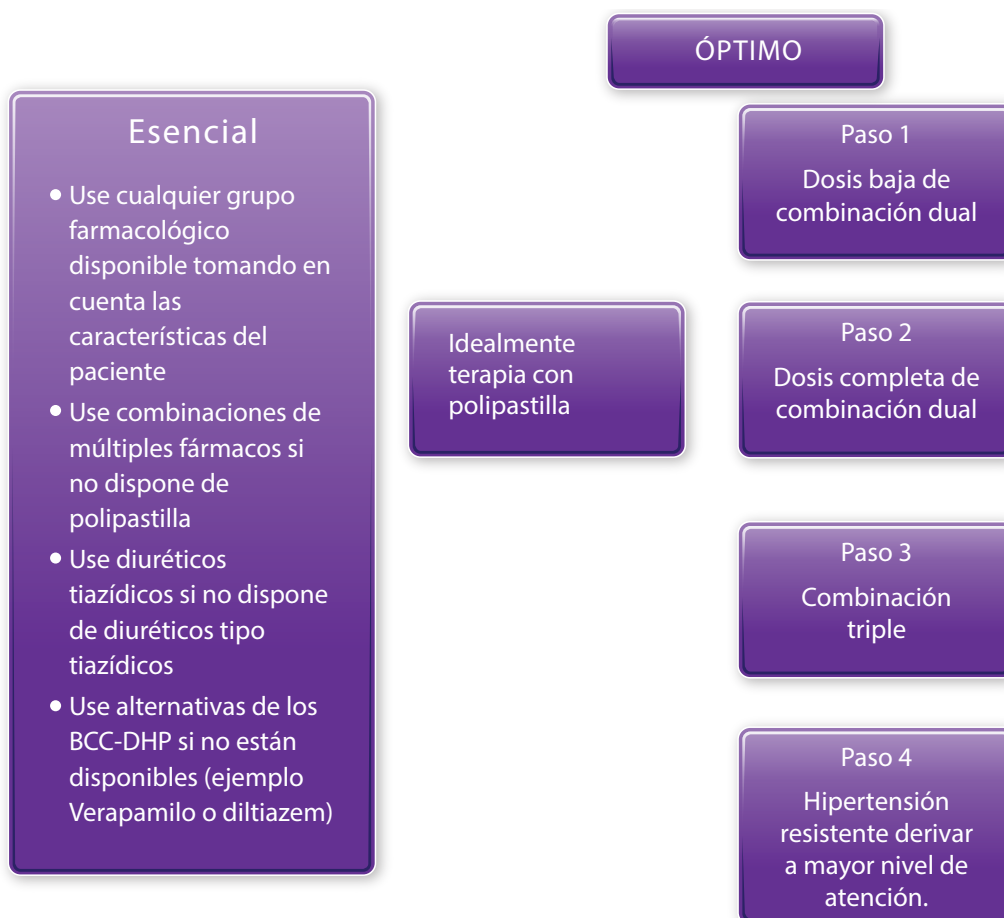 ÓPTIMO
Esencial
• Use cualquier grupo
farmacológico
disponible tomando en
cuenta las
características del
paciente
• Use combinaciones de
múltiples fármacos si
no dispone de
polipastilla
• Use diuréticos
tiazídicos si no dispone
de diuréticos tipo
tiazídicos
• Use alternativas de los
BCC-DHP si no están
disponibles (ejemplo
Verapamilo o diltiazem)
Idealmente
terapia con
polipastilla
Paso 1
Dosis baja de
combinación dual
Paso 2
Dosis completa de
combinación dual
Paso 3
Combinación
triple
Paso 4
Hipertensión
resistente derivar
a mayor nivel de
atención.